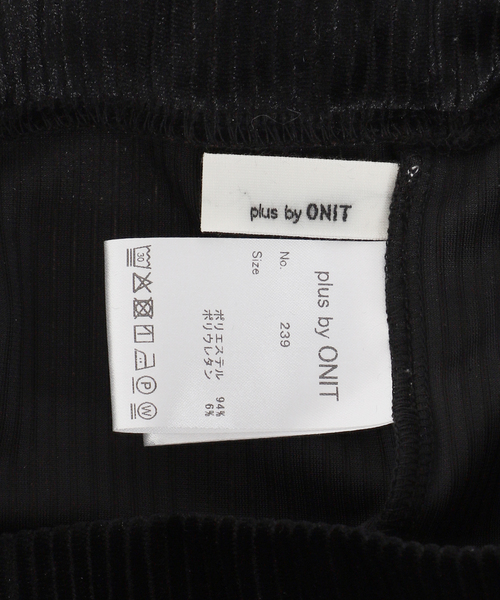 plus by ONIT
plus by ONIT
No. 239
Size
ポリエステル 94%
ポリウレタン 6%
30
P
W